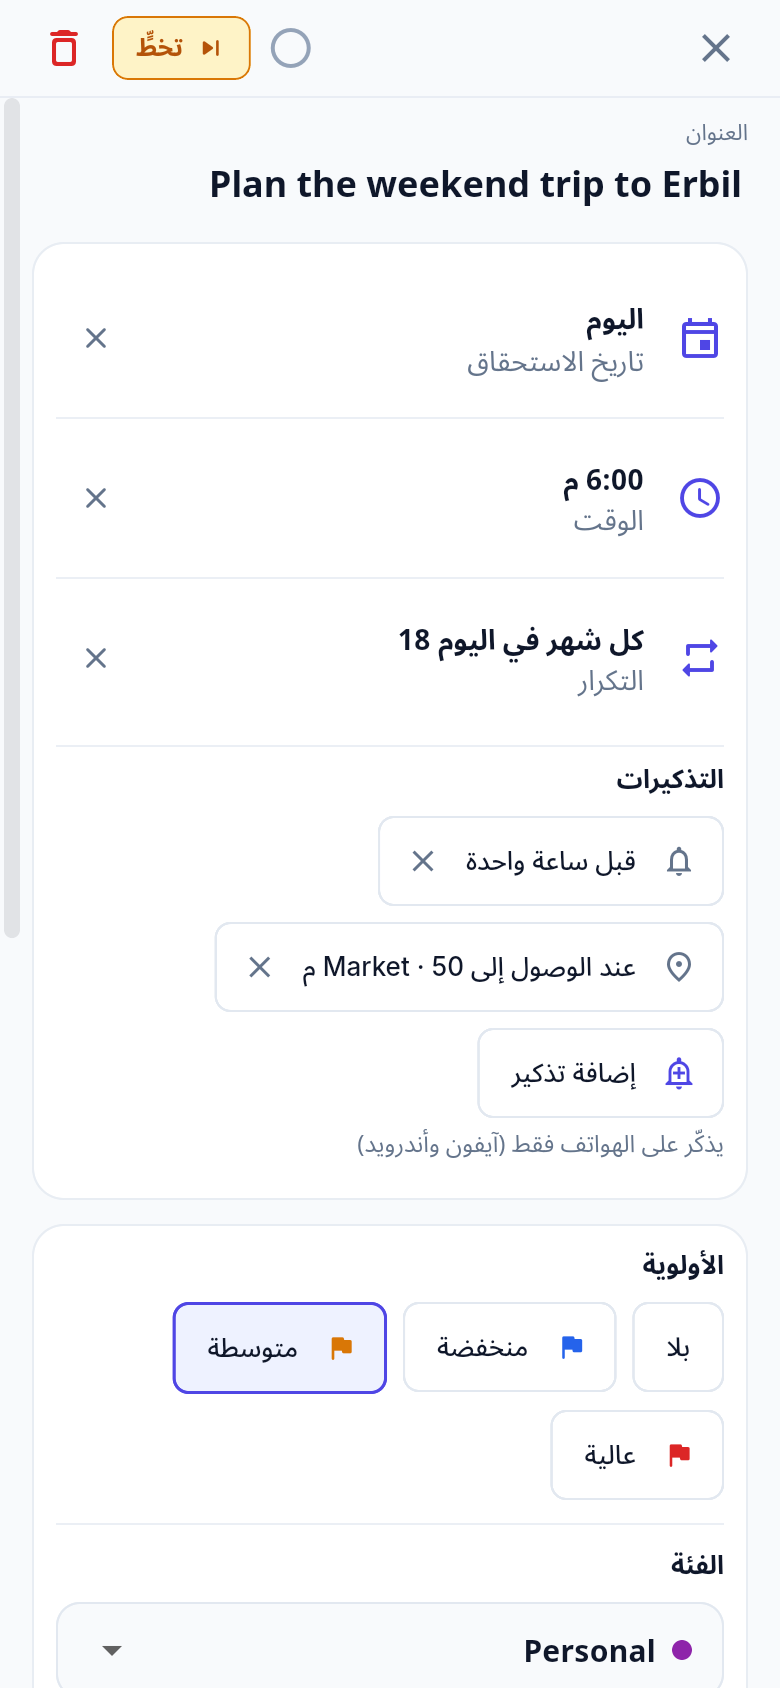 تخطٍّ
العنوان
Plan the weekend trip to Erbil
اليوم
تاريخ الاستحقاق
6:00 م
الوقت
كل شهر في اليوم 18
التكرار
التذكيرات
قبل ساعة واحدة
عند الوصول إلى Market · 50 م
إضافة تذكير
يذكّر على الهواتف فقط (آيفون وأندرويد)
الأولوية
بلا
منخفضة
متوسطة
عالية
الفئة
Personal